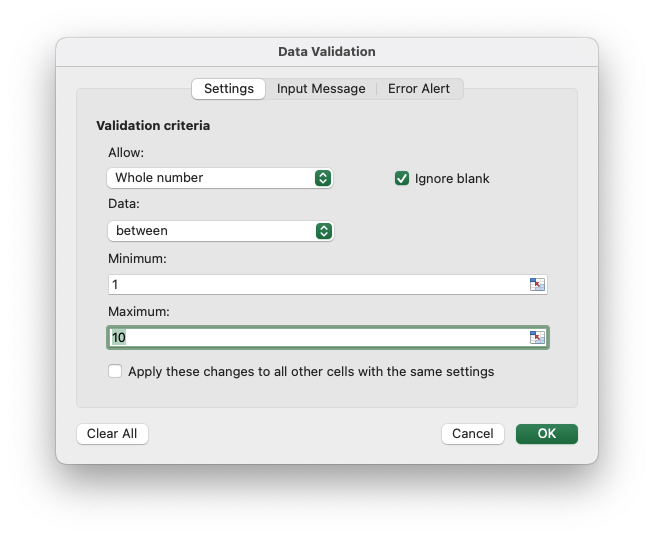 Data Validation
Settings Input Message Error Alert
Validation criteria
Allow:
Whole number Ignore blank
Data:
between
Minimum:
1
Maximum:
10
Apply these changes to all other cells with the same settings
Clear All Cancel OK